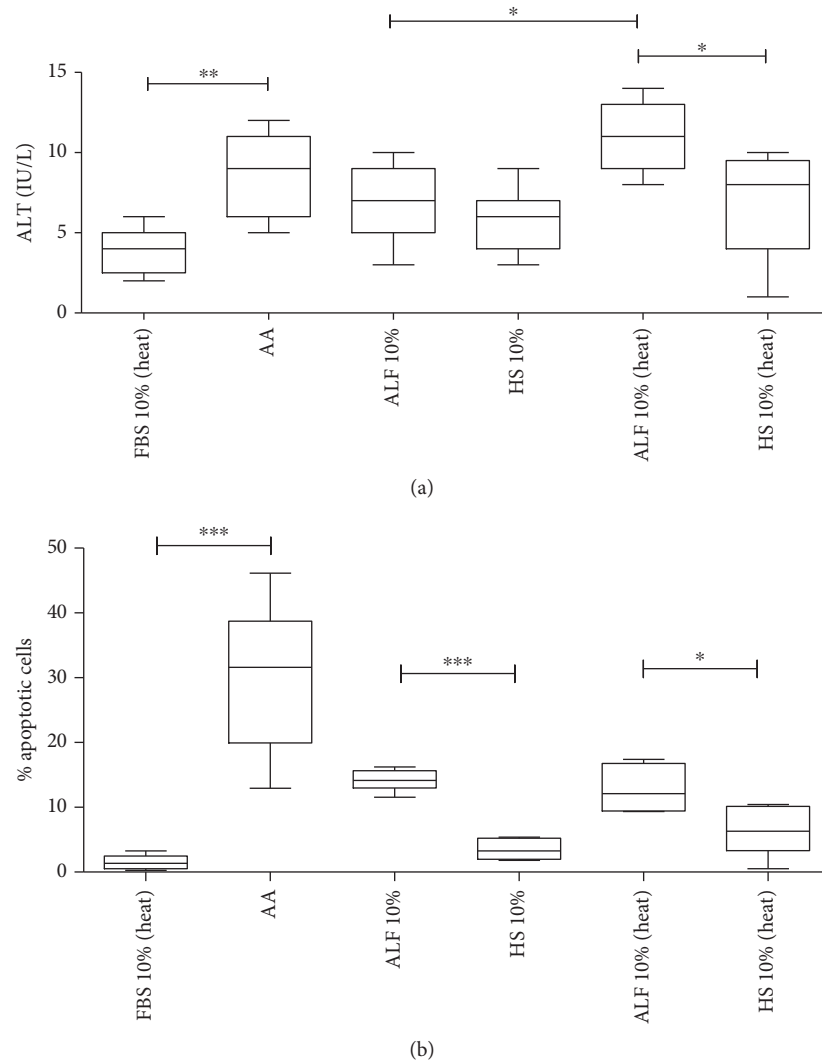 *
** *
15
10
5
0
ALT (IU/L)
FBS 10% (heat)
AA
ALF 10%
HS 10%
ALF 10% (heat)
HS 10% (heat)
(a)
***
50
40
30
20
10
0
% apoptotic cells
*** *
FBS 10% (heat)
AA
ALF 10%
HS 10%
ALF 10% (heat)
HS 10% (heat)
(b)